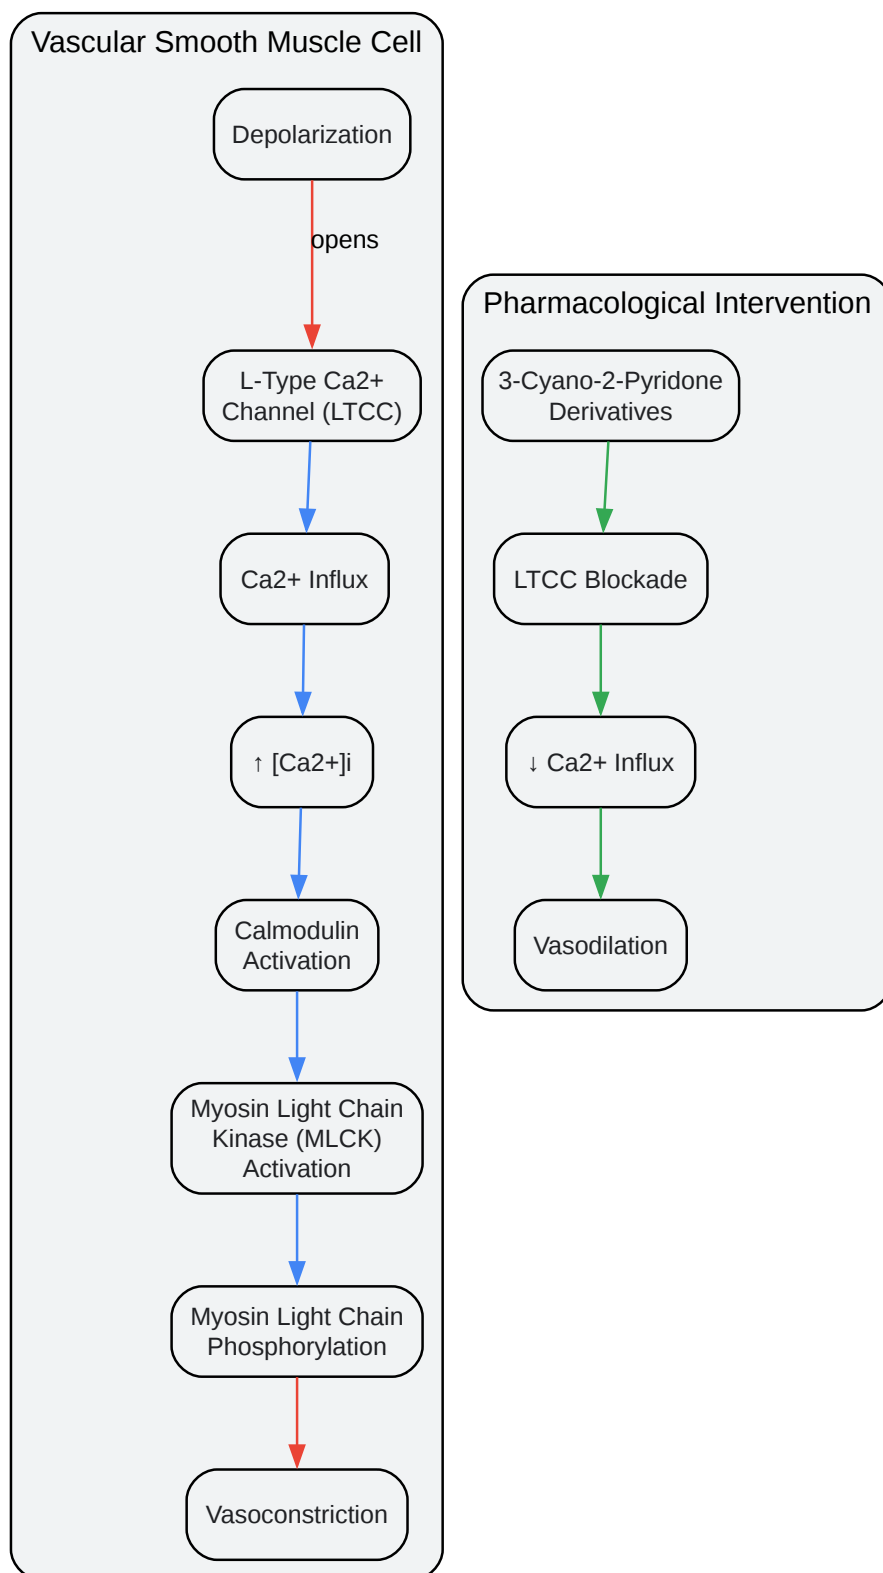 Vascular Smooth Muscle Cell
Depolarization
opens
L-Type Ca2+
Channel (LTCC)
Ca2+ Influx
↑ [Ca2+]i
Calmodulin
Activation
Myosin Light Chain
Kinase (MLCK)
Activation
Myosin Light Chain
Phosphorylation
Vasoconstriction
Pharmacological Intervention
3-Cyano-2-Pyridone
Derivatives
LTCC Blockade
↓ Ca2+ Influx
Vasodilation